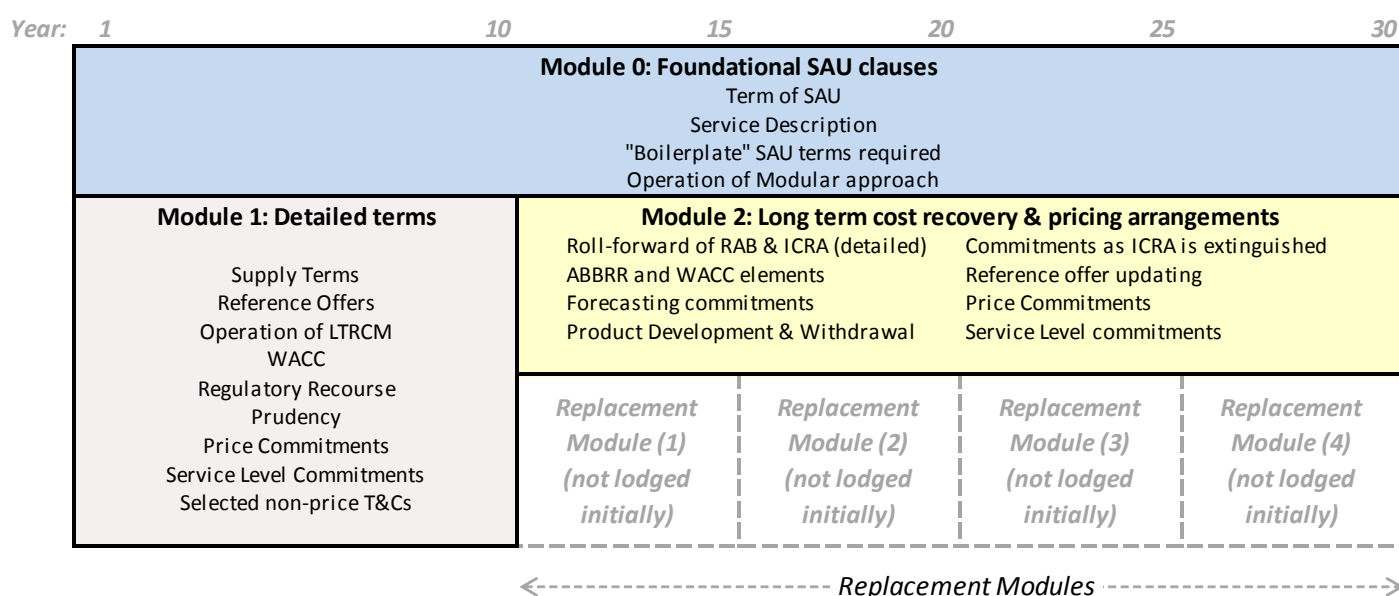 Year: 1 10 15 20 25 30
Module 0: Foundational SAU clauses
Term of SAU
Service Description
"Boilerplate" SAU terms required
Operation of Modular approach
Module 1: Detailed terms
Supply Terms
Reference Offers
Operation of LTRCM
WACC
Regulatory Recourse
Prudency
Price Commitments
Service Level Commitments
Selected non-price T&Cs
Module 2: Long term cost recovery & pricing arrangements
Roll-forward of RAB & ICRA (detailed)
ABBRR and WACC elements
Forecasting commitments
Product Development & Withdrawal
Commitments as ICRA is extinguished
Reference offer updating
Price Commitments
Service Level commitments
Replacement
Module (1)
(not lodged
initially)
Replacement
Module (2)
(not lodged
initially)
Replacement
Module (3)
(not lodged
initially)
Replacement
Module (4)
(not lodged
initially)
Replacement Modules